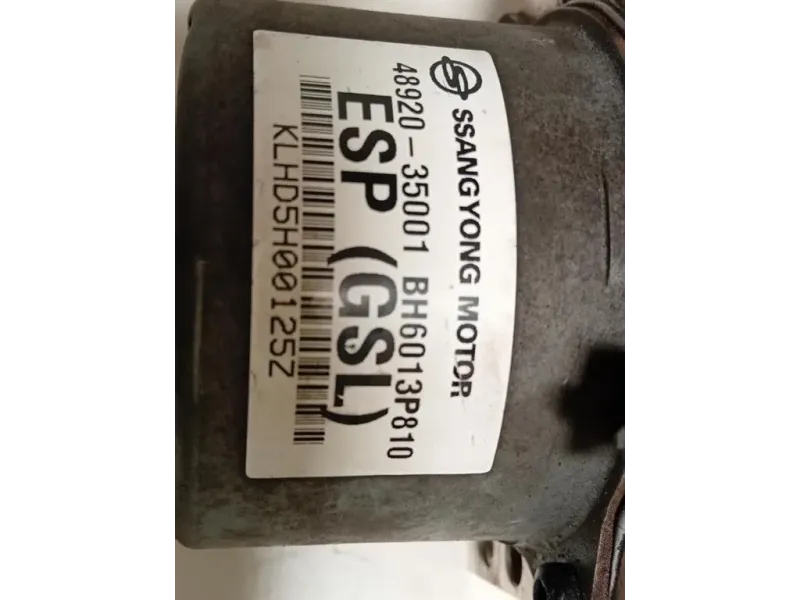 SSANGYONG MOTOR
48920-35001 BH6013P810
ESP (GSL)
KLHD5H00125Z